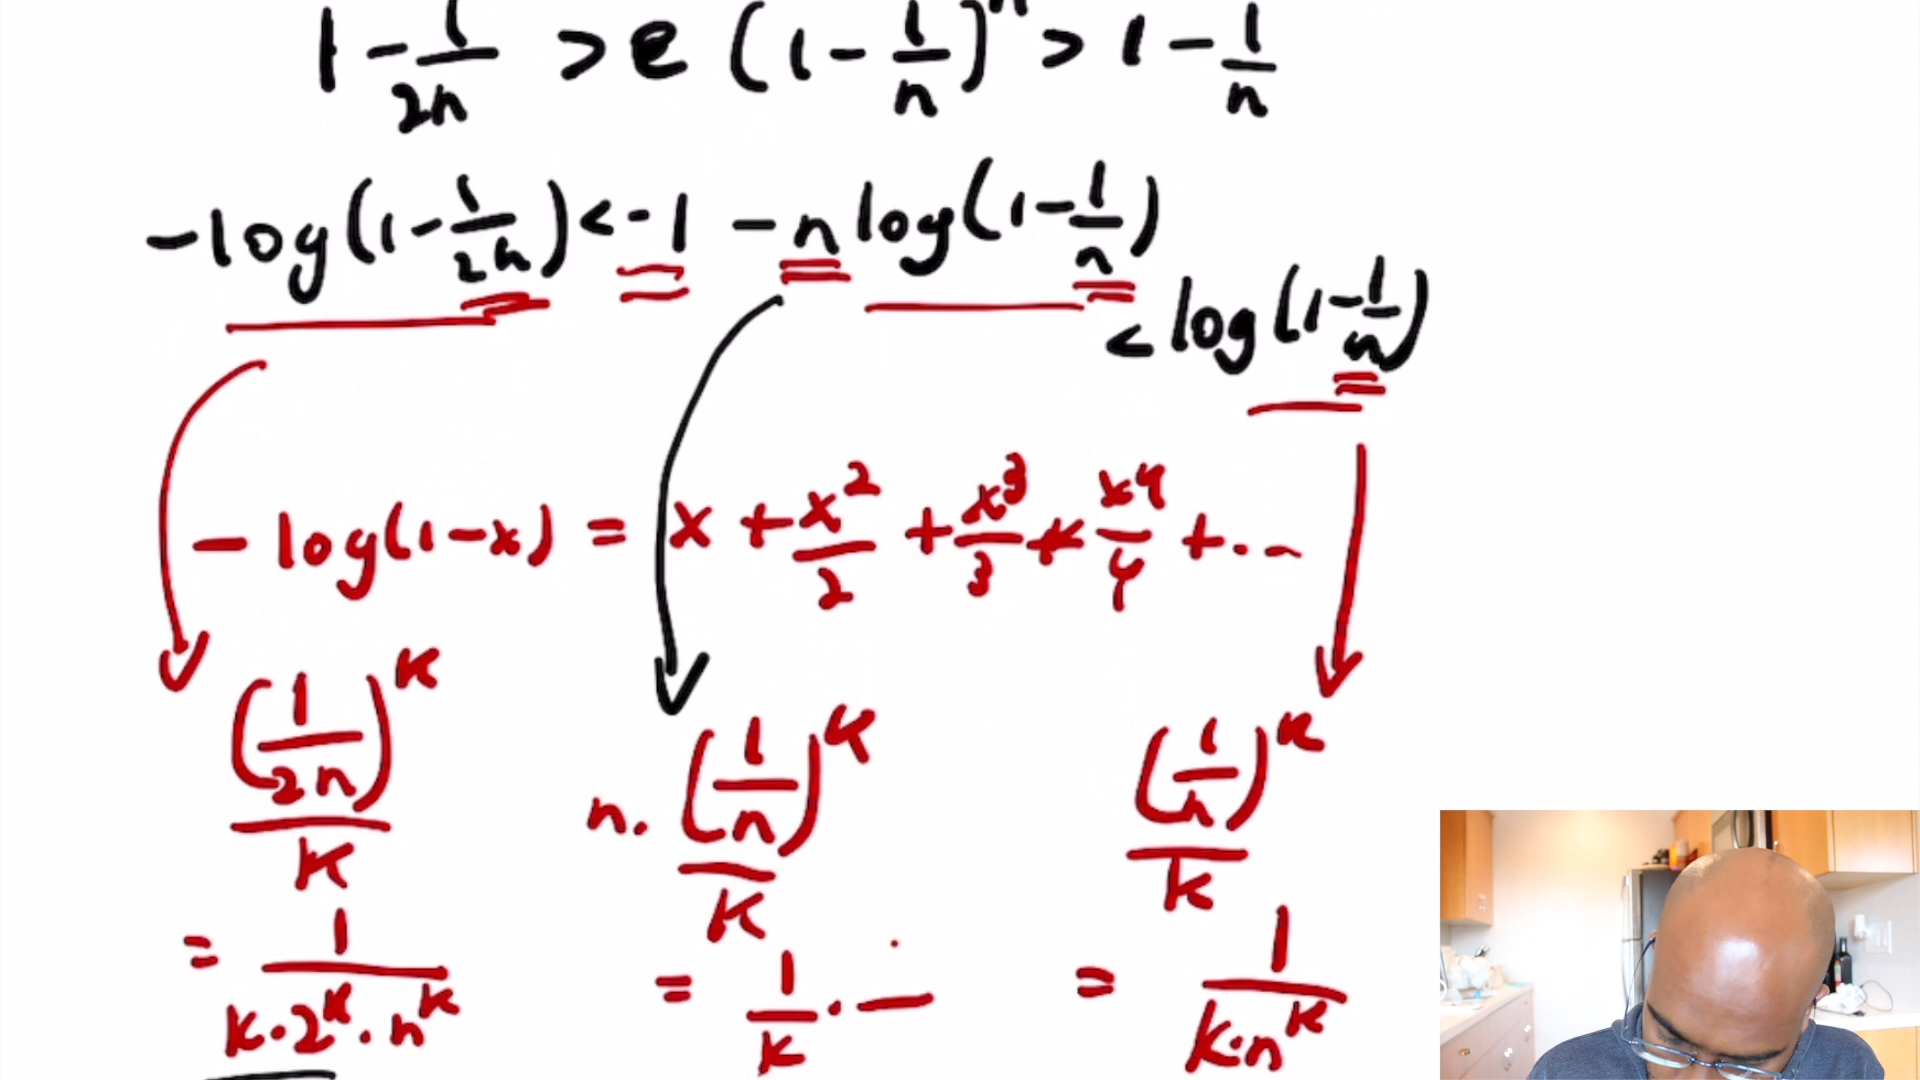 1 - 1/2n > e (1 - 1/n)^n > 1 - 1/n
-log(1 - 1/2n) < -1 - n log(1 - 1/n)
< log(1 - 1/n)
- log(1-x) = x + x^2/2 + x^3/3 + x^4/4 + ...
(1/2n)^k/k n. (1/n)^k/k (1/n)^k/k
= 1/k·2^k·n^k = 1/k · — = 1/k·n^k